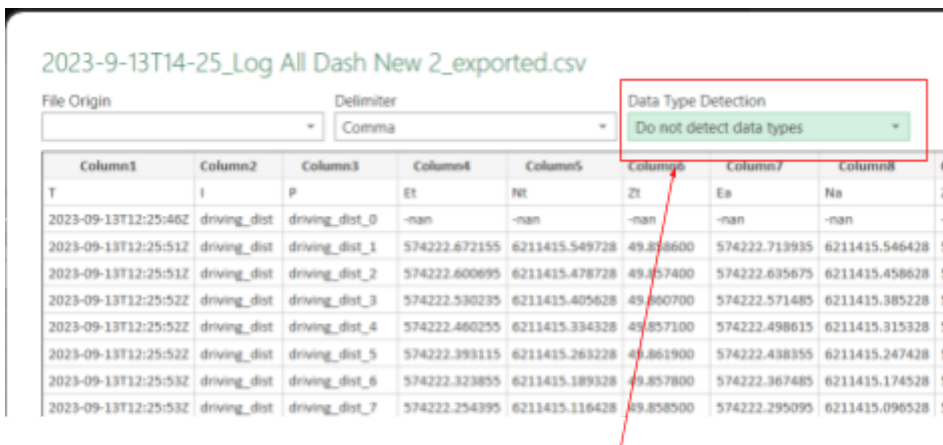 2023-9-13T14-25_Log All Dash New 2_exported.csv
File Origin Delimiter Data Type Detection
Comma Do not detect data types
Column1 Column2 Column3 Column4 Column5 Column6 Column7 Column8
T I P Et Nt Zt Ea Na
2023-09-13T12:25:46Z driving_dist driving_dist_0 -nan -nan -nan -nan -nan
2023-09-13T12:25:51Z driving_dist driving_dist_1 574222.672155 6211415.549728 49.858600 574222.713935 6211415.546428
2023-09-13T12:25:51Z driving_dist driving_dist_2 574222.600695 6211415.478728 49.857400 574222.635675 6211415.458628
2023-09-13T12:25:52Z driving_dist driving_dist_3 574222.530235 6211415.405628 49.860700 574222.571485 6211415.385228
2023-09-13T12:25:52Z driving_dist driving_dist_4 574222.460255 6211415.334328 49.857100 574222.498615 6211415.315328
2023-09-13T12:25:52Z driving_dist driving_dist_5 574222.393115 6211415.263228 49.861900 574222.438355 6211415.247428
2023-09-13T12:25:53Z driving_dist driving_dist_6 574222.323855 6211415.189328 49.857800 574222.367485 6211415.174528
2023-09-13T12:25:53Z driving_dist driving_dist_7 574222.254395 6211415.116428 49.858500 574222.295095 6211415.096528